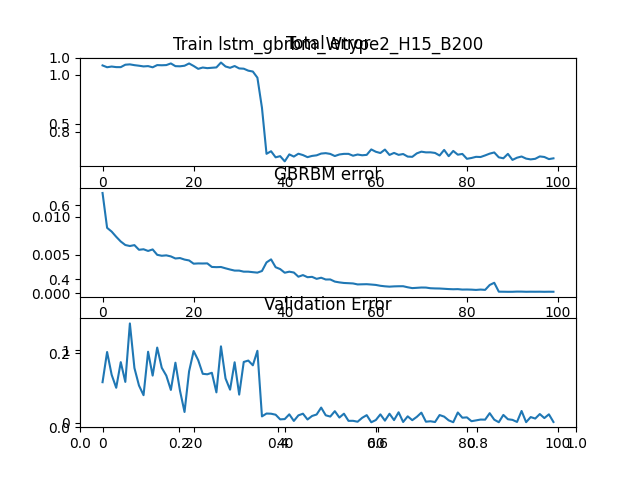 Train lstm_gbrbm_Wtype2_H15_B200
Total error
1.0
1.0
0.5
0.8
0 20 40 60 80 100
GBRBM error
0.6
0.010
0.005
0.4
0.000
0 20 40 60 80 100
Validation Error
1
0.2
0
0.0
0 20 40 60 80 100
0.0 0.2 0.4 0.6 0.8 1.0